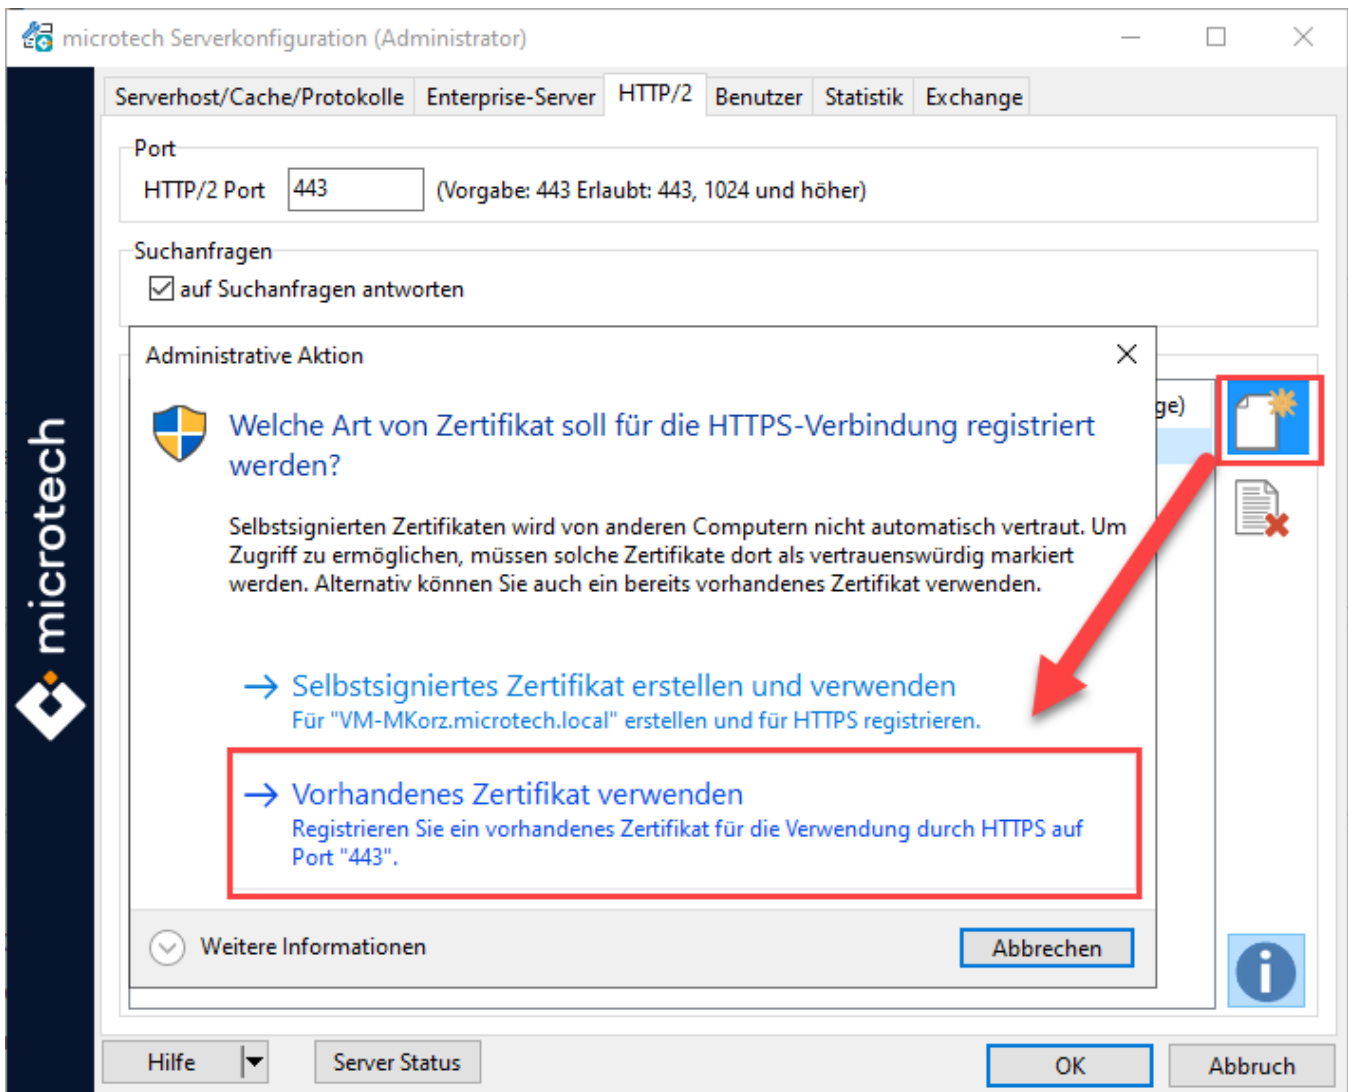 microtech Serverkonfiguration (Administrator)
Serverhost/Cache/Protokolle Enterprise-Server HTTP/2 Benutzer Statistik Exchange
Port
HTTP/2 Port 443 (Vorgabe: 443 Erlaubt: 443, 1024 und höher)
Suchanfragen
auf Suchanfragen antworten
Administrative Aktion
ge)
Welche Art von Zertifikat soll für die HTTPS-Verbindung registriert
werden?
Selbstsignierten Zertifikaten wird von anderen Computern nicht automatisch vertraut. Um
Zugriff zu ermöglichen, müssen solche Zertifikate dort als vertrauenswürdig markiert
werden. Alternativ können Sie auch ein bereits vorhandenes Zertifikat verwenden.
Selbstsigniertes Zertifikat erstellen und verwenden
Für "VM-MKorz.microtech.local" erstellen und für HTTPS registrieren.
Vorhandenes Zertifikat verwenden
Registrieren Sie ein vorhandenes Zertifikat für die Verwendung durch HTTPS auf
Port "443".
Weitere Informationen Abbrechen
microtech
Hilfe Server Status OK Abbruch